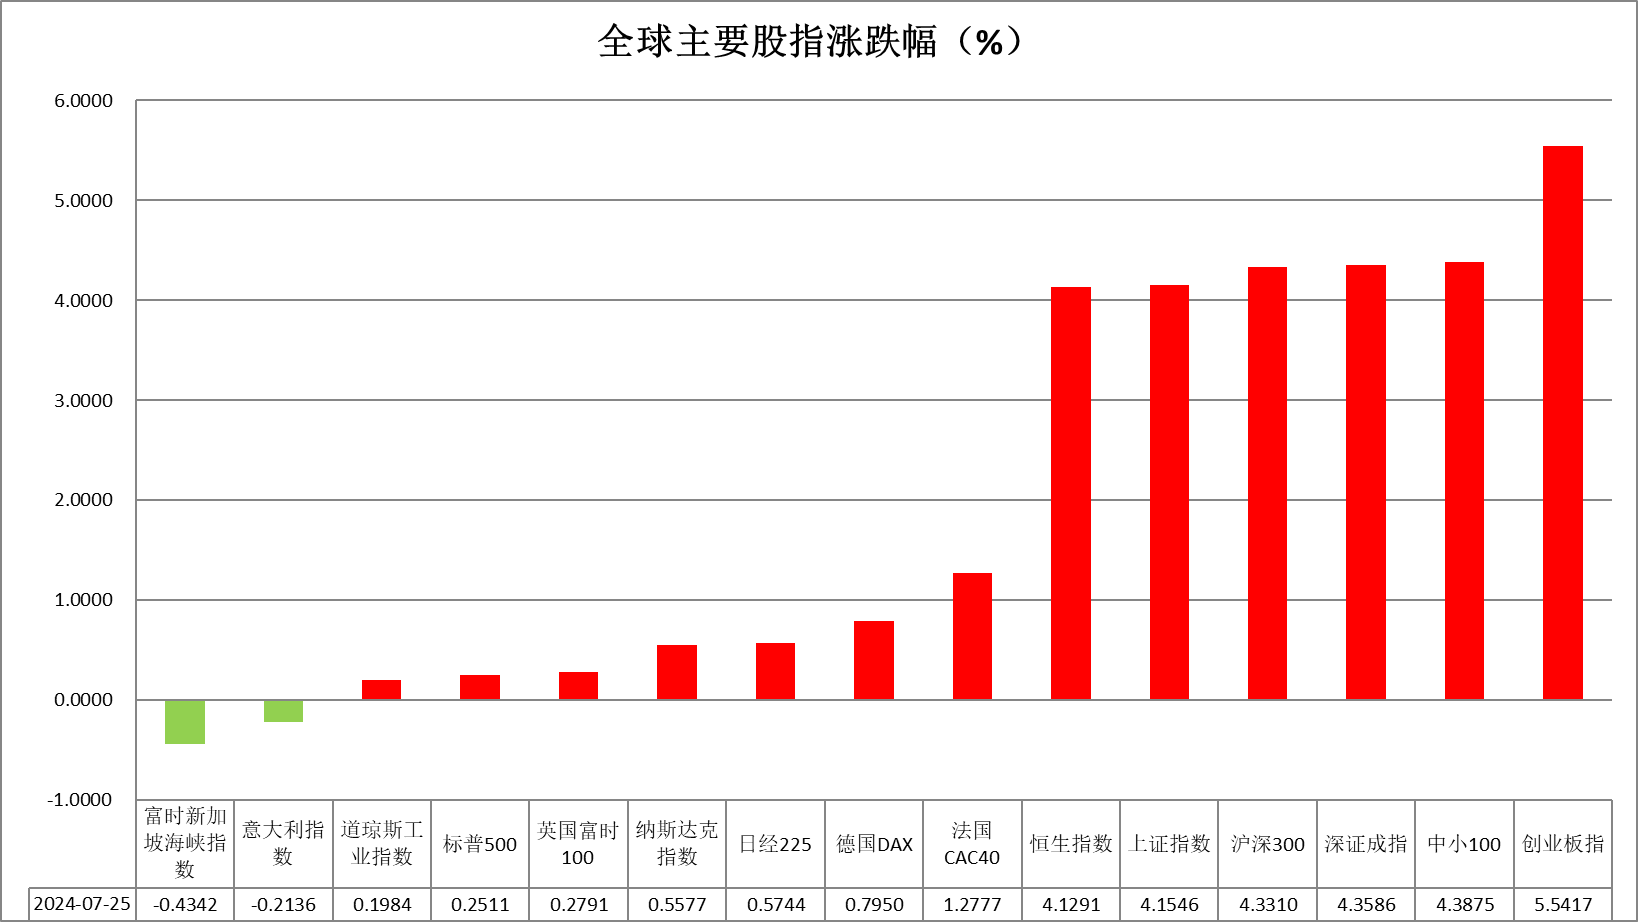 全球主要股指涨跌幅（%）
6.0000
5.0000
4.0000
3.0000
2.0000
1.0000
0.0000
-1.0000
富时新加
坡海峡指
数
意大利指
数
道琼斯工
业指数
标普500
英国富时
100
纳斯达克
指数
日经225
德国DAX
法国
CAC40
恒生指数
上证指数
沪深300
深证成指
中小100
创业板指
2024-07-25 -0.4342 -0.2136 0.1984 0.2511 0.2791 0.5577 0.5744 0.7950 1.2777 4.1291 4.1546 4.3310 4.3586 4.3875 5.5417